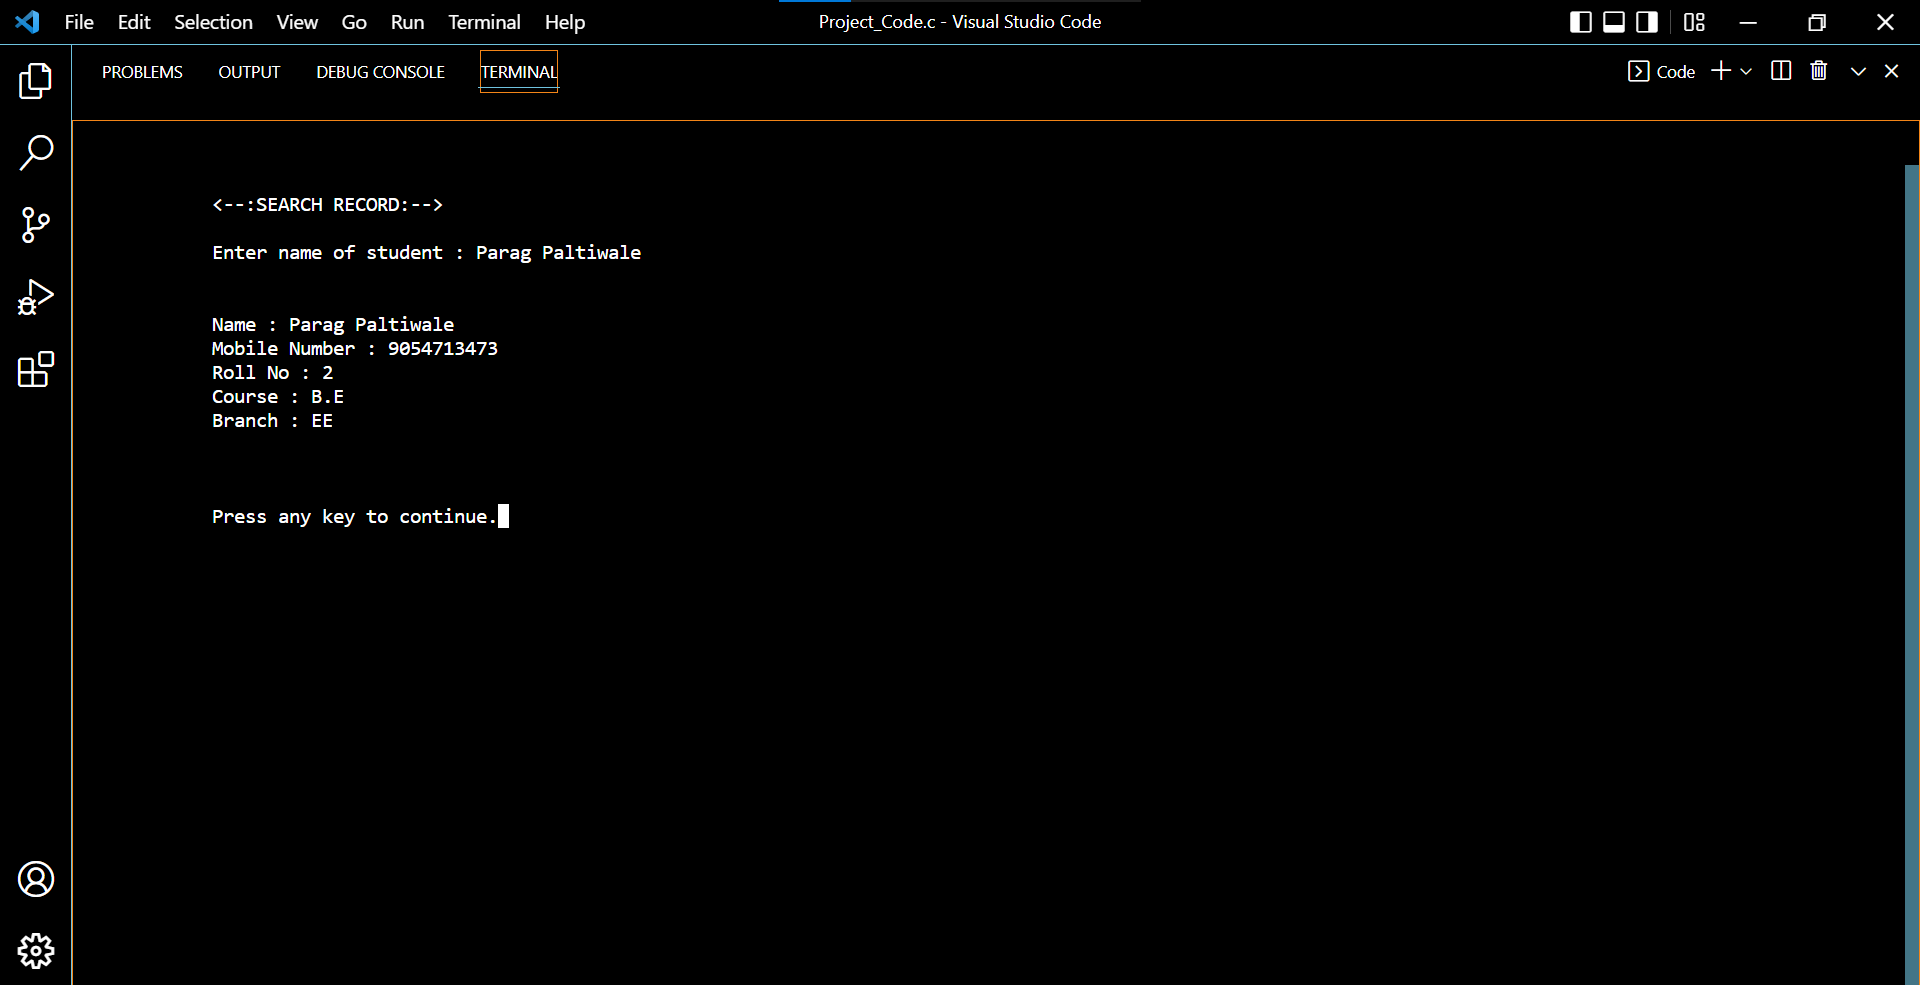 File Edit Selection View Go Run Terminal Help Project_Code.c - Visual Studio Code
PROBLEMS OUTPUT DEBUG CONSOLE TERMINAL Code
<--:SEARCH RECORD:-->
Enter name of student : Parag Paltiwale
Name : Parag Paltiwale
Mobile Number : 9054713473
Roll No : 2
Course : B.E
Branch : EE
Press any key to continue.